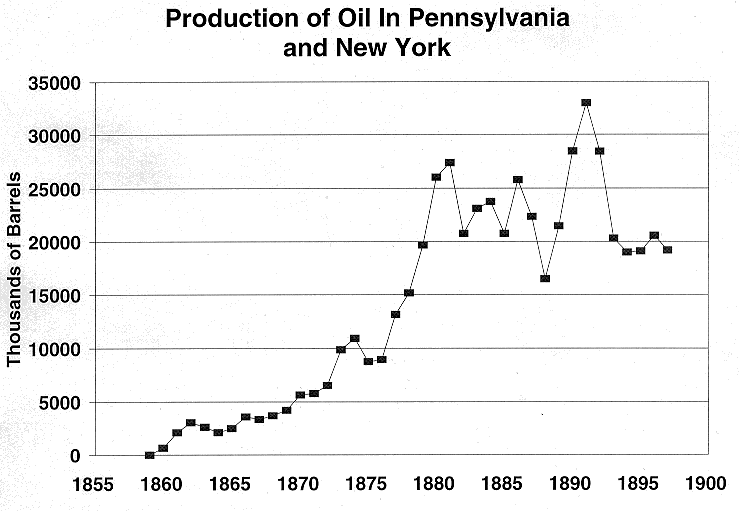 Production of Oil In Pennsylvania
and New York
Thousands of Barrels
35000
30000
25000
20000
15000
10000
5000
0
1855 1860 1865 1870 1875 1880 1885 1890 1895 1900